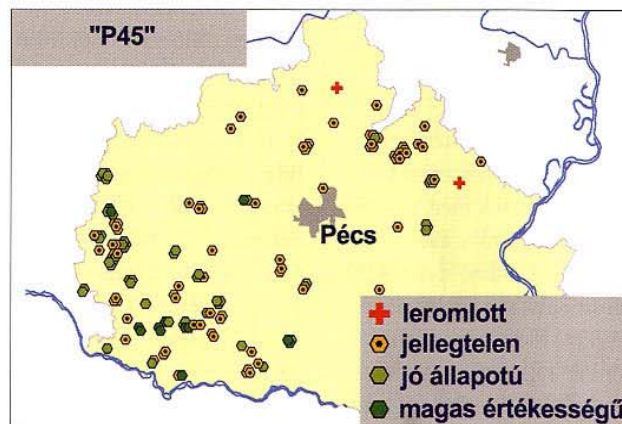 "P45"
Pécs
leromlott
jellegtelen
jó állapotú
magas értékességű